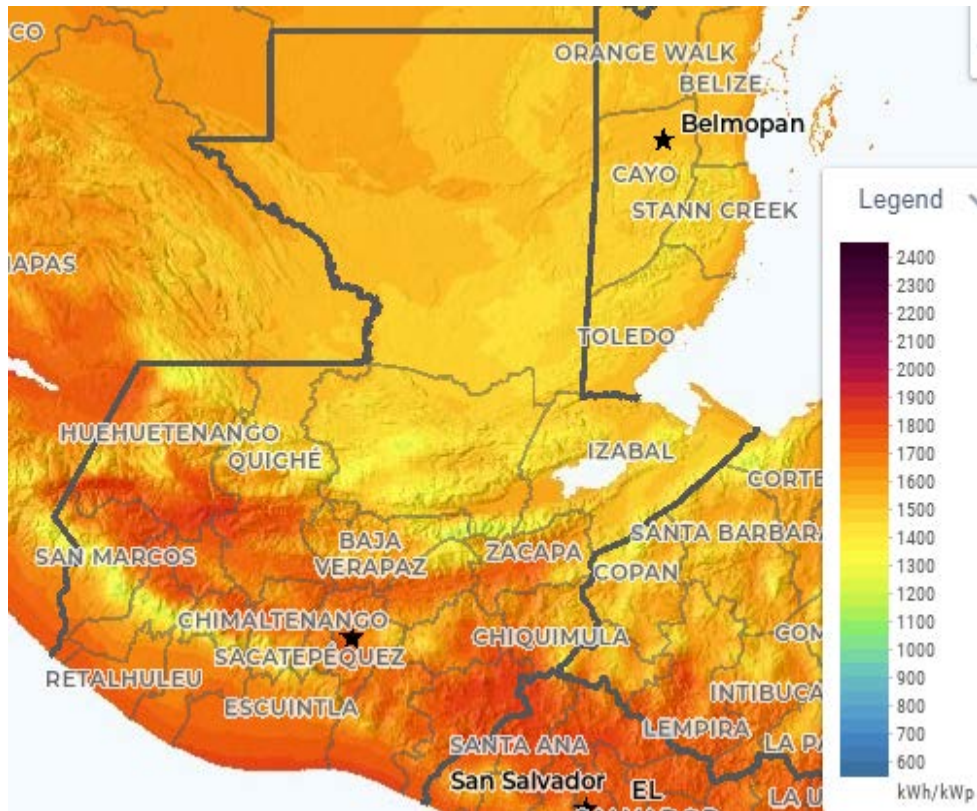 CO
ORANGE WALK
BELIZE
Belmopan
CAYO
STANN CREEK
IAPAS
TOLEDO
HUEHUETENANGO
QUICHÉ
IZABAL
CORTE
SAN MARCOS
BAJA
VERAPAZ
ZACAPA
SANTA BARBARA
COPAN
CHIMALTENANGO
SACATEPÉQUEZ
CHIQUIMULA
COM
RETALHULEU
ESCUINTLA
INTIBUCA
LEMPIRA
SANTA ANA
LA PA
San Salvador
EL
SALVADOR
LA U
Legend
2400
2300
2200
2100
2000
1900
1800
1700
1600
1500
1400
1300
1200
1100
1000
900
800
700
600
kWh/kWp